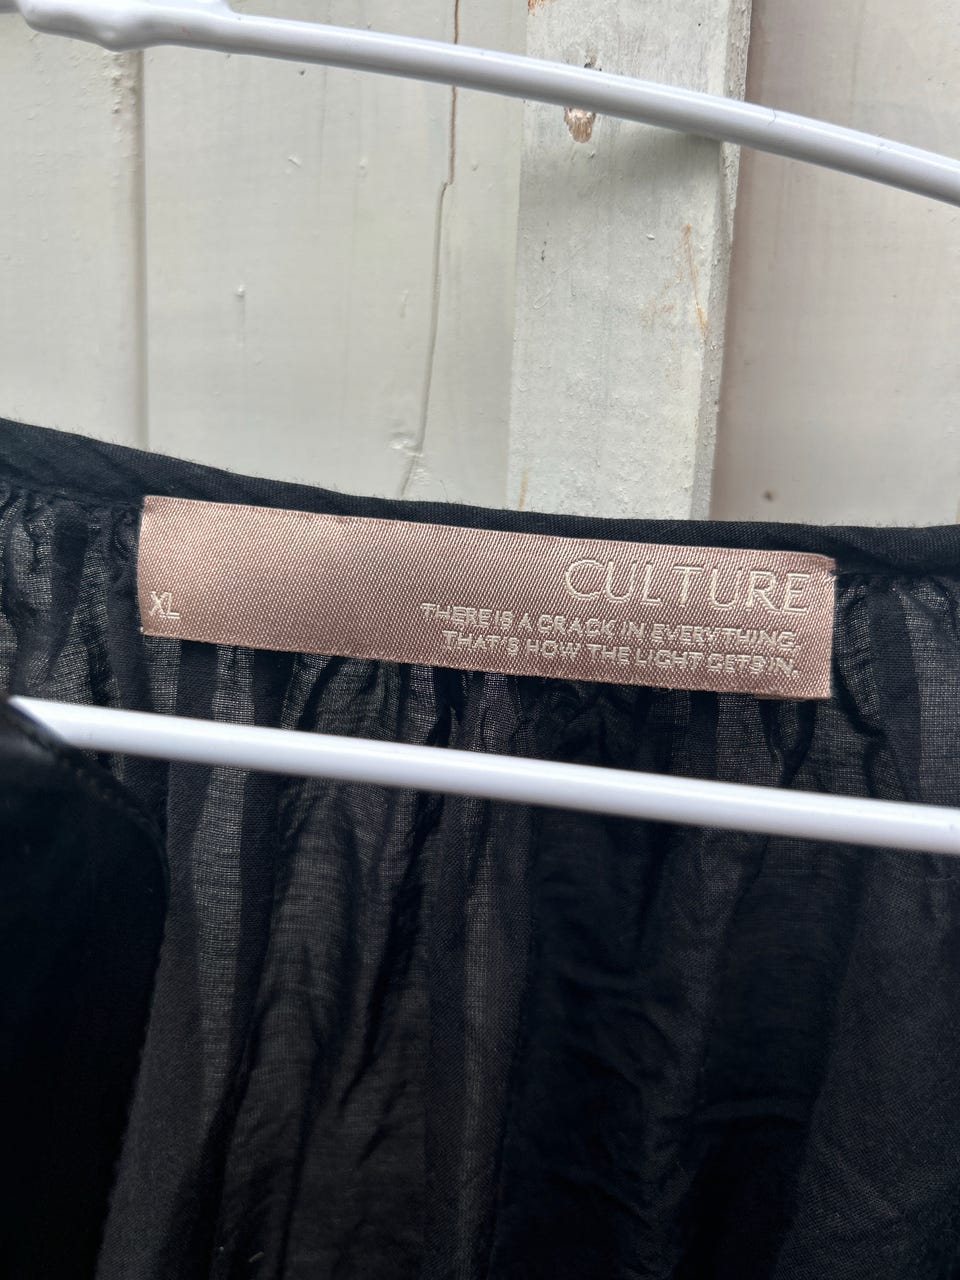 CULTURE
XL
THERE IS A CRACK IN EVERYTHING,
THAT'S HOW THE LIGHT GETS IN.